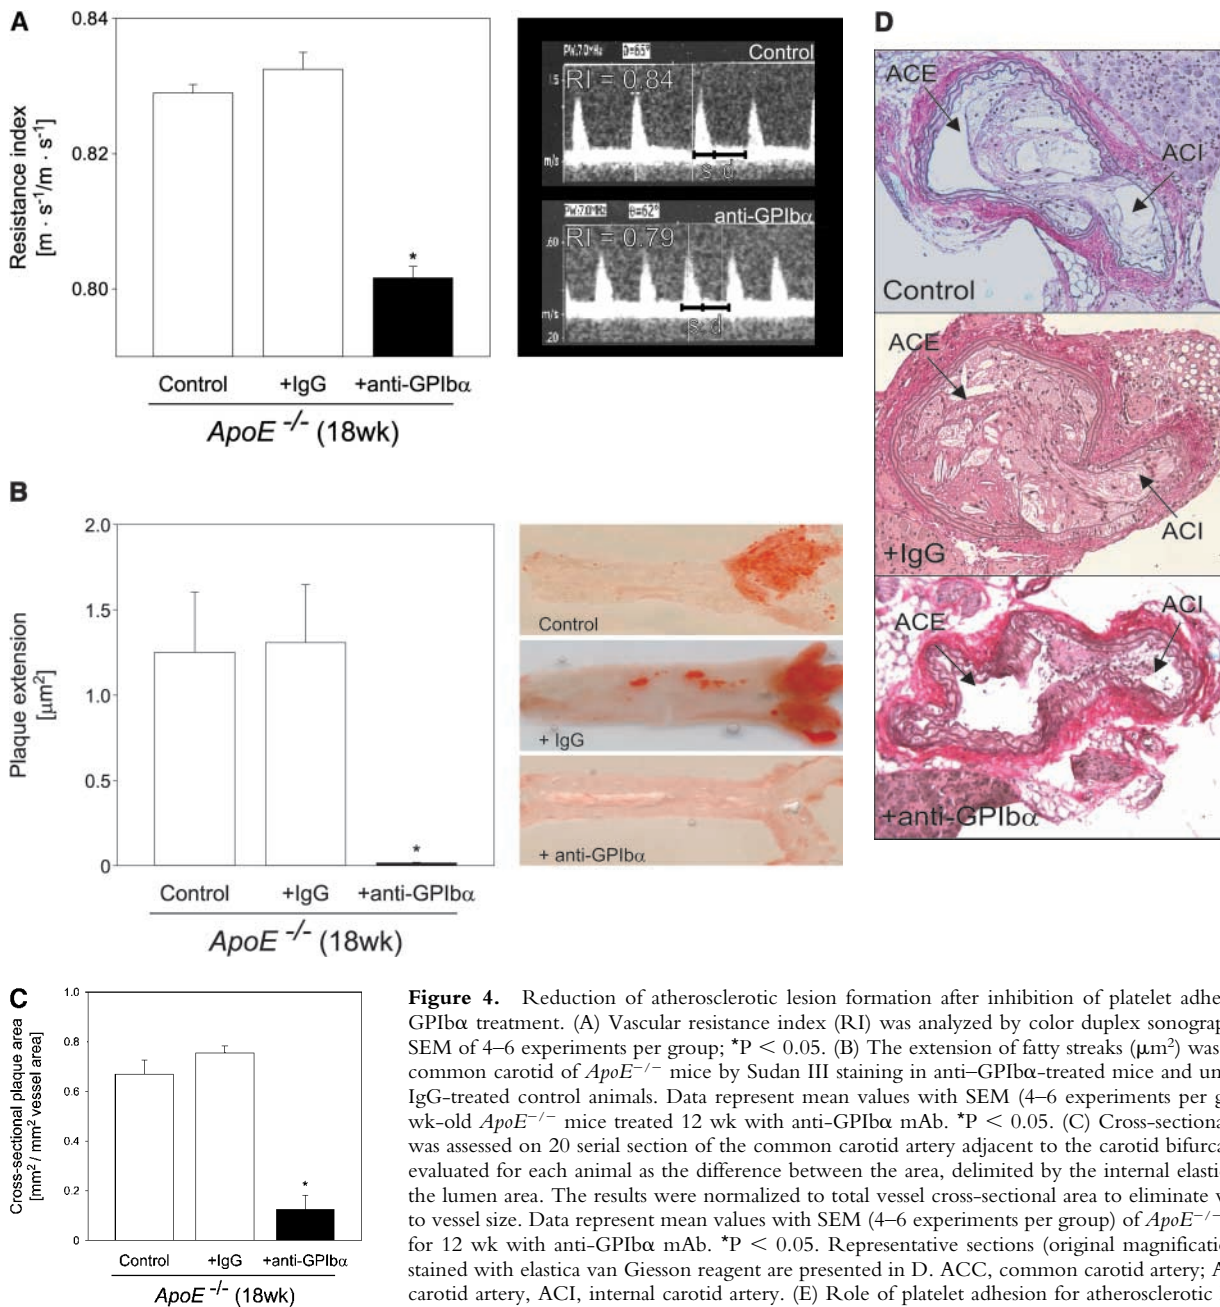 A
0.84
0.82
0.80
Resistance index
[m · s⁻¹/m · s⁻¹]
Control
+IgG
+anti-GPIbα
ApoE -/- (18wk)
PW:7.0MHz
θ=65°
Control
RI = 0.84
m/s
s d
PW:7.0MHz
θ=62°
anti-GPIbα
RI = 0.79
.60
m/s
.20
s d
B
2.0
1.5
1.0
0.5
0
Plaque extension
[µm²]
*
Control
+IgG
+anti-GPIbα
ApoE -/- (18wk)
Control
+ IgG
+ anti-GPIbα
D
ACE
ACI
Control
ACE
ACI
+IgG
ACE
ACI
+anti-GPIbα
C
1.0
0.8
0.6
0.4
0.2
0
Cross-sectional plaque area
[mm² / mm² vessel area]
*
Control
+IgG
+anti-GPIbα
ApoE -/- (18wk)
Figure 4. Reduction of atherosclerotic lesion formation after inhibition of platelet adhe
GPIbα treatment. (A) Vascular resistance index (RI) was analyzed by color duplex sonograp
SEM of 4–6 experiments per group; *P < 0.05. (B) The extension of fatty streaks (µm²) was
common carotid of ApoE−/− mice by Sudan III staining in anti–GPIbα-treated mice and un
IgG-treated control animals. Data represent mean values with SEM (4–6 experiments per g
wk-old ApoE−/− mice treated 12 wk with anti-GPIbα mAb. *P < 0.05. (C) Cross-sectiona
was assessed on 20 serial section of the common carotid artery adjacent to the carotid bifurca
evaluated for each animal as the difference between the area, delimited by the internal elasti
the lumen area. The results were normalized to total vessel cross-sectional area to eliminate v
to vessel size. Data represent mean values with SEM (4–6 experiments per group) of ApoE−/−
for 12 wk with anti-GPIbα mAb. *P < 0.05. Representative sections (original magnificatio
stained with elastica van Giesson reagent are presented in D. ACC, common carotid artery; A
carotid artery, ACI, internal carotid artery. (E) Role of platelet adhesion for atherosclerotic